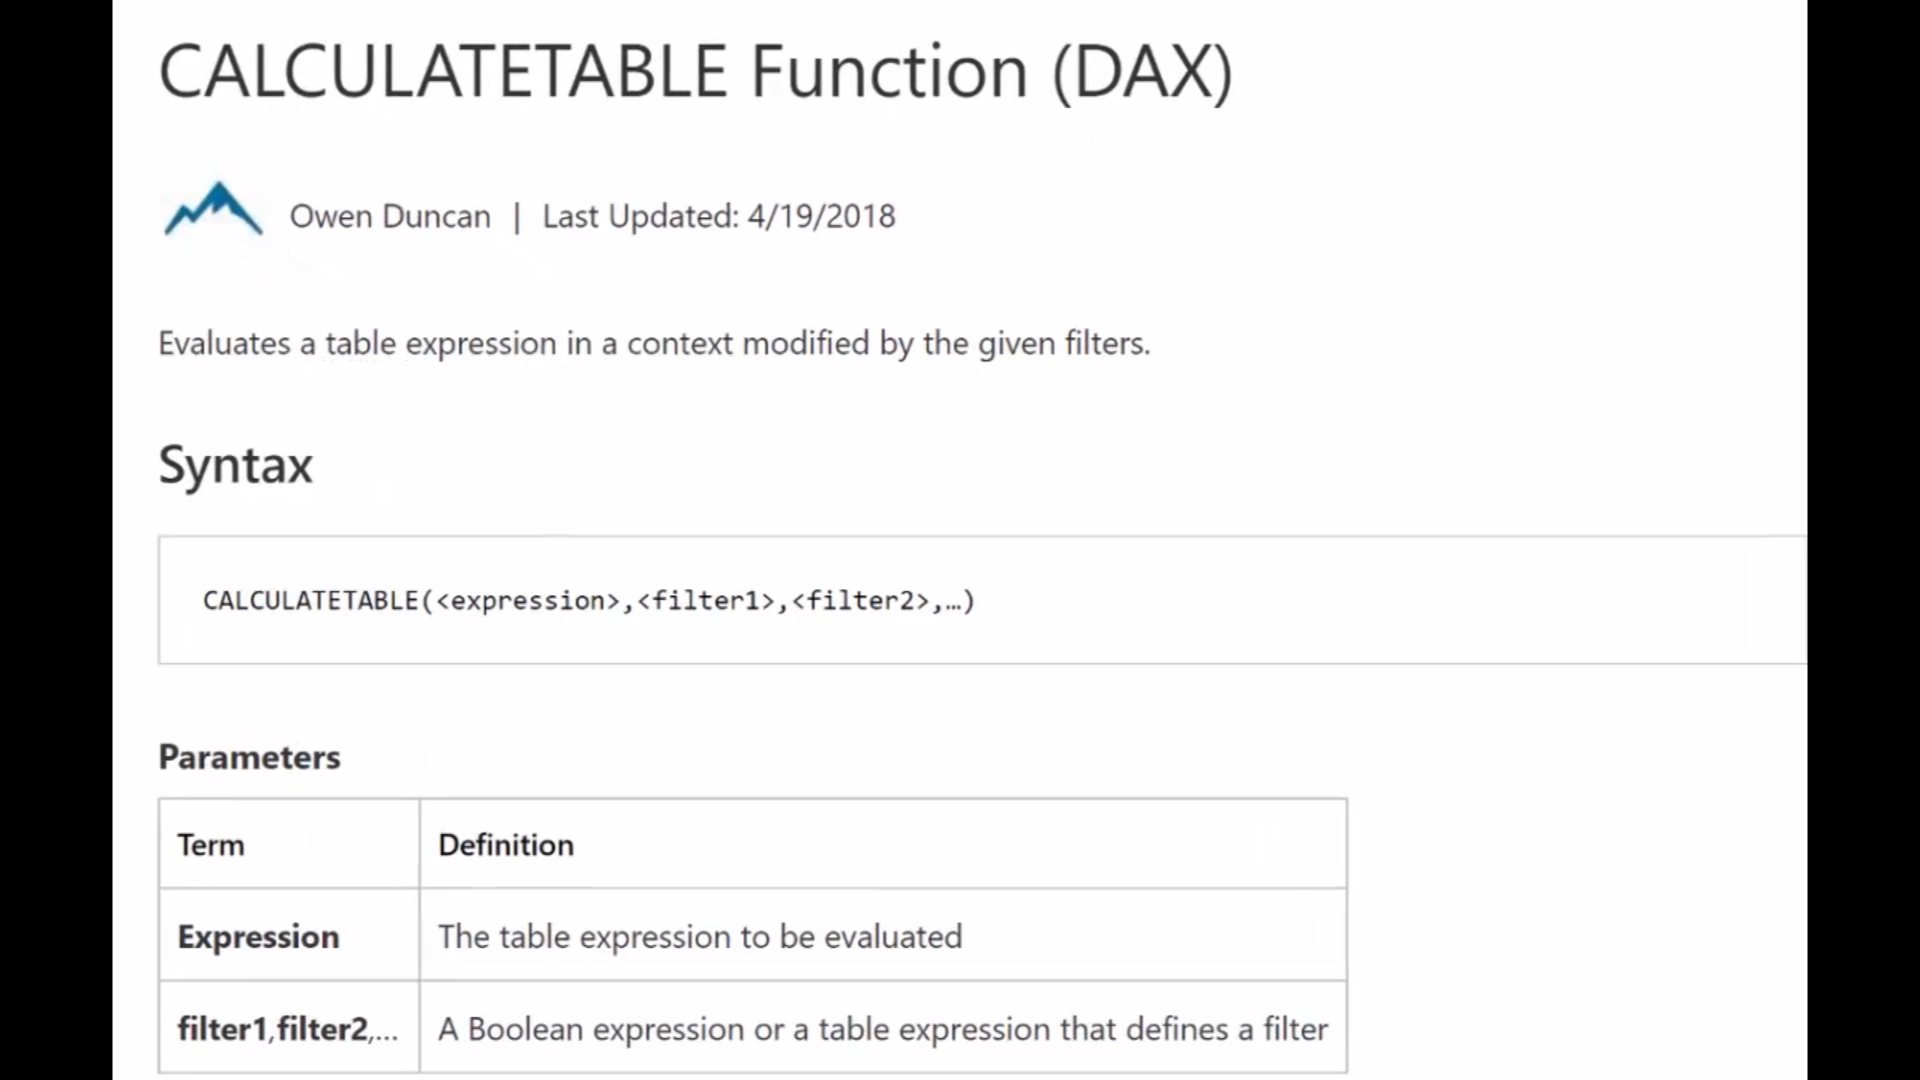 CALCULATETABLE Function (DAX)
Owen Duncan | Last Updated: 4/19/2018
Evaluates a table expression in a context modified by the given filters.
Syntax
CALCULATETABLE(<expression>,<filter1>,<filter2>,…)
Parameters
Term Definition
Expression The table expression to be evaluated
filter1,filter2,... A Boolean expression or a table expression that defines a filter